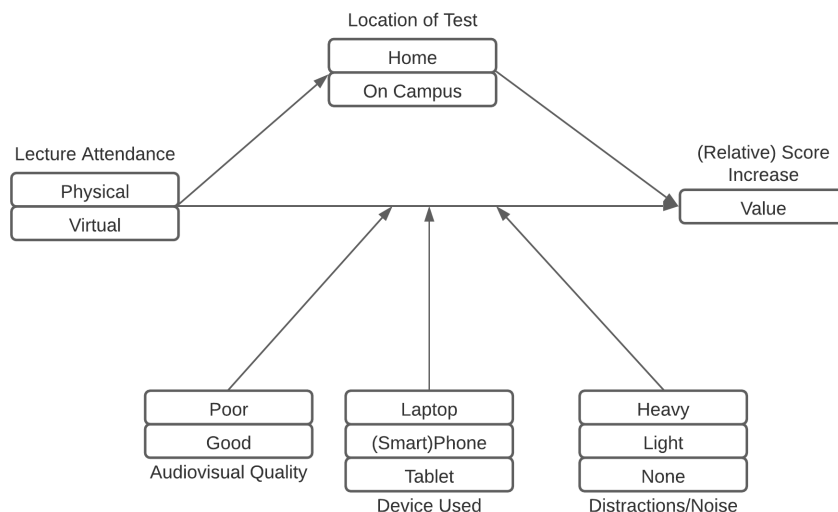 Location of Test
Home
On Campus
Lecture Attendance
Physical
Virtual
(Relative) Score
Increase
Value
Poor
Good
Audiovisual Quality
Laptop
(Smart)Phone
Tablet
Device Used
Heavy
Light
None
Distractions/Noise